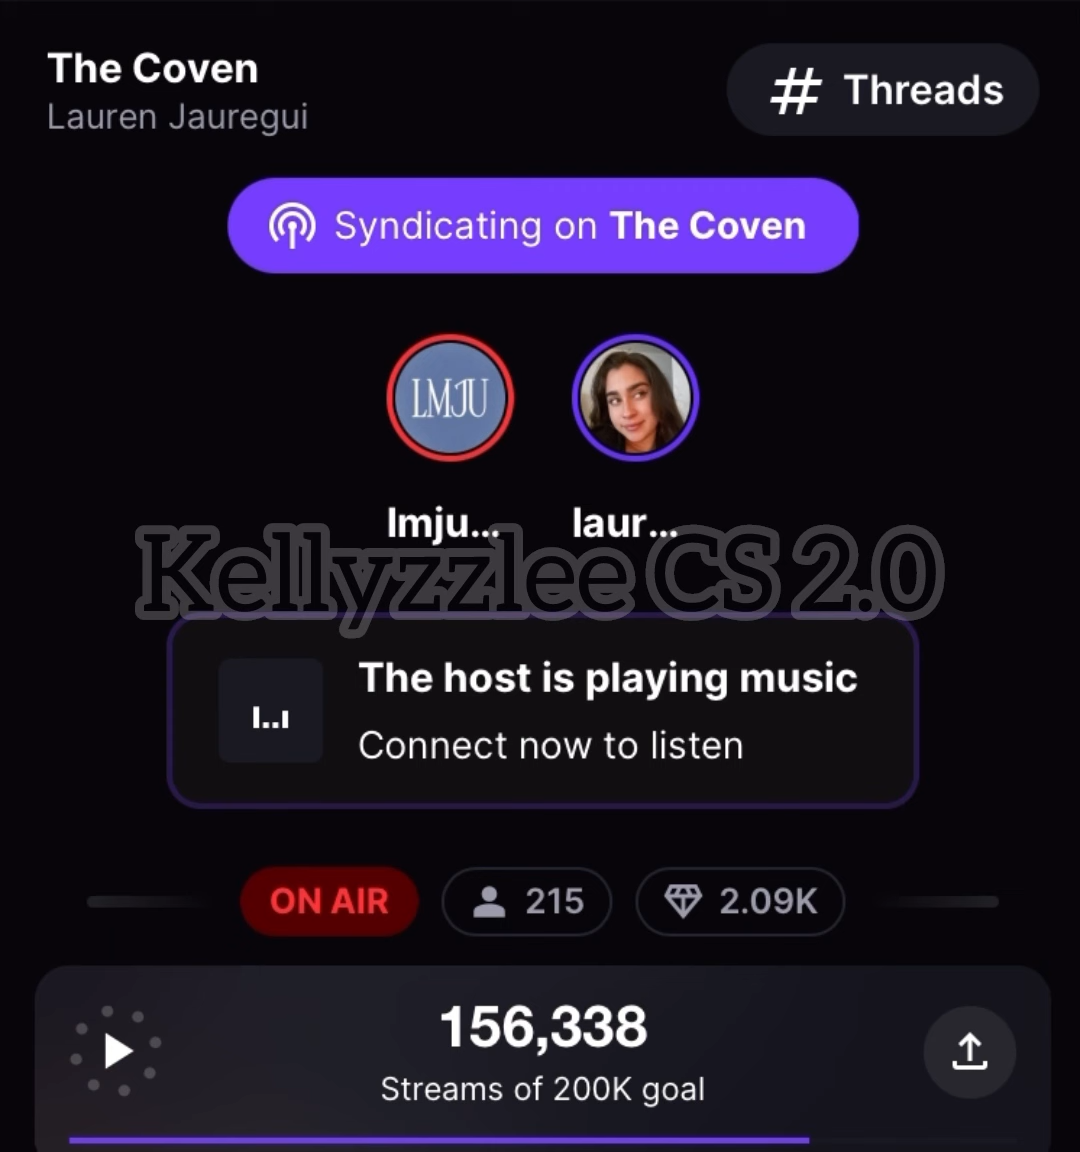 The Coven
Lauren Jauregui
# Threads
Syndicating on The Coven
LMJU
lmju... laur...
Kellyzzlee CS 2.0
The host is playing music
Connect now to listen
ON AIR 215 2.09K
156,338
Streams of 200K goal